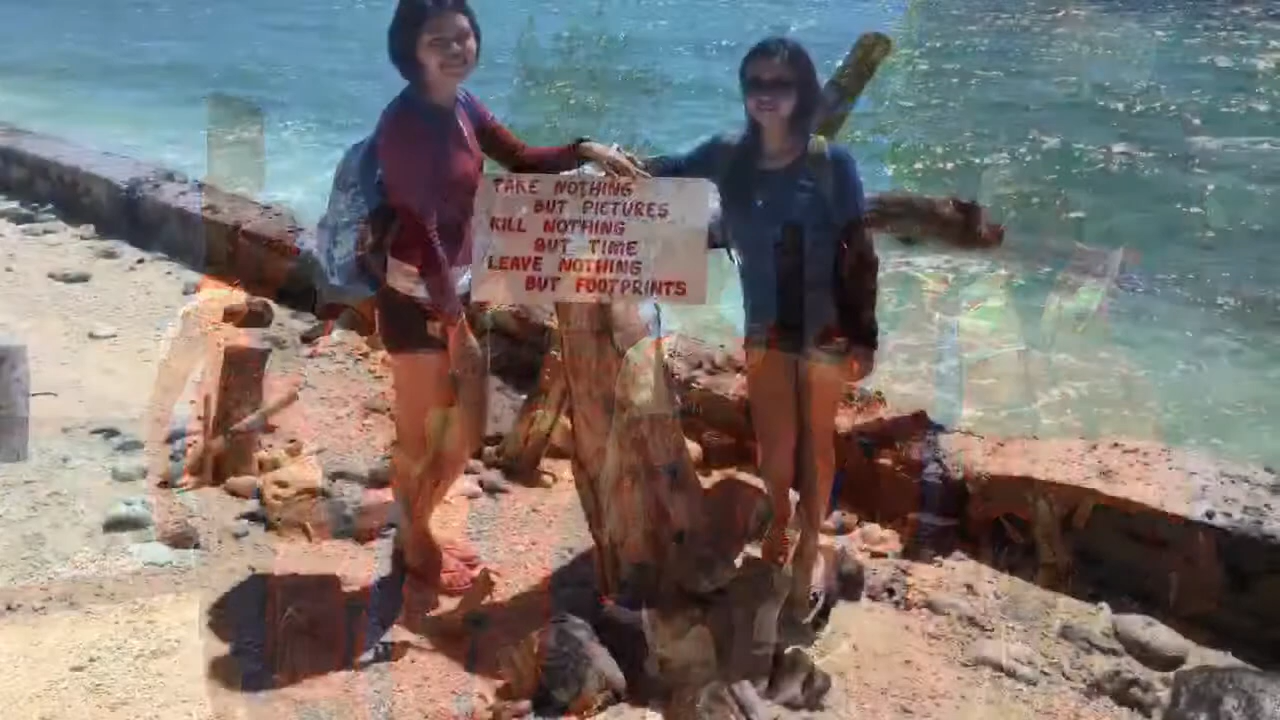 TAKE NOTHING
BUT PICTURES
KILL NOTHING
BUT TIME
LEAVE NOTHING
BUT FOOTPRINTS